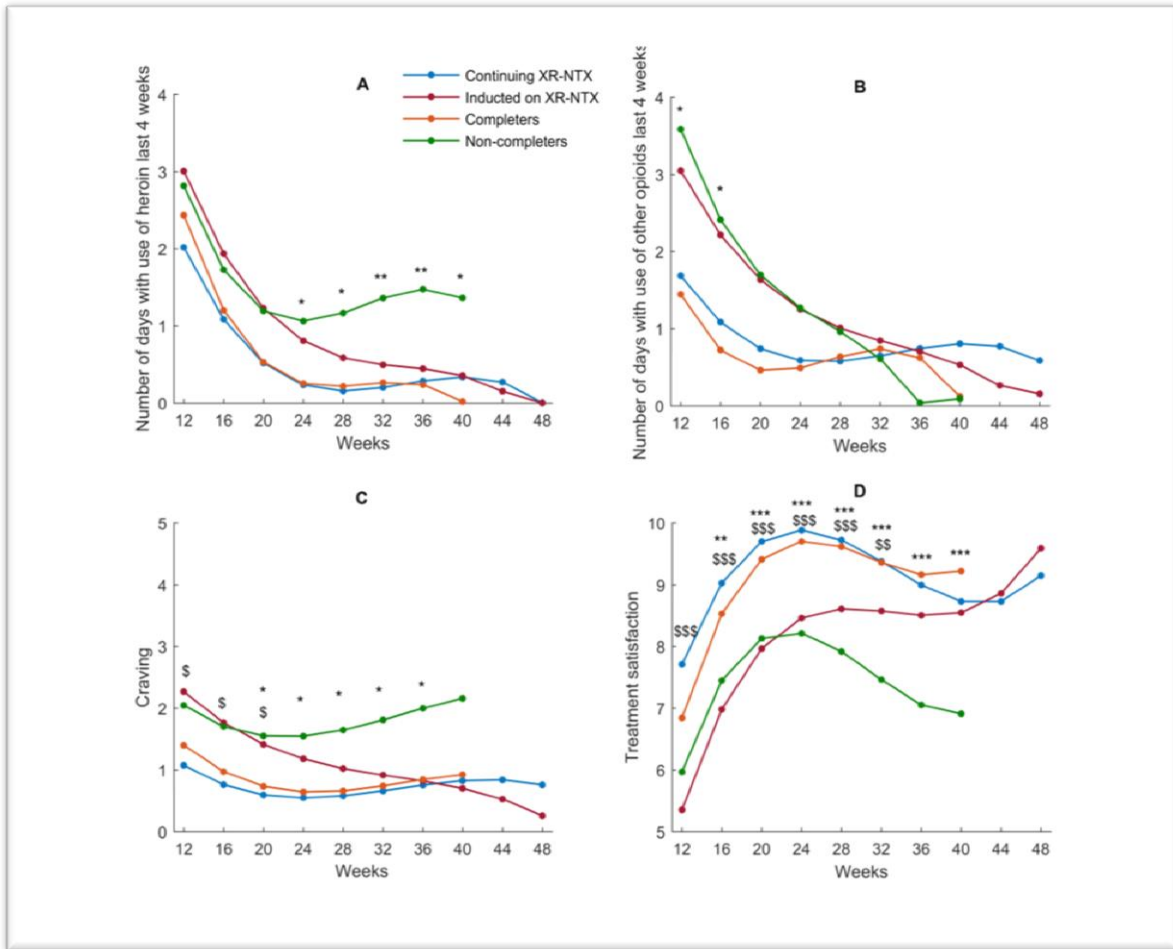 A
Continuing XR-NTX
Inducted on XR-NTX
Completers
Non-completers
Number of days with use of heroin last 4 weeks
4
3
2
1
0
* * ** ** *
12 16 20 24 28 32 36 40 44 48
Weeks
B
Number of days with use of other opioids last 4 weeks
4
3
2
1
0
* *
12 16 20 24 28 32 36 40 44 48
Weeks
C
Craving
5
4
3
2
1
0
* * * * *
$ $ $
12 16 20 24 28 32 36 40 44 48
Weeks
D
Treatment satisfaction
10
9
8
7
6
5
** *** *** *** *** *** ***
$$$ $$$ $$$ $$$ $$$ $$
12 16 20 24 28 32 36 40 44 48
Weeks